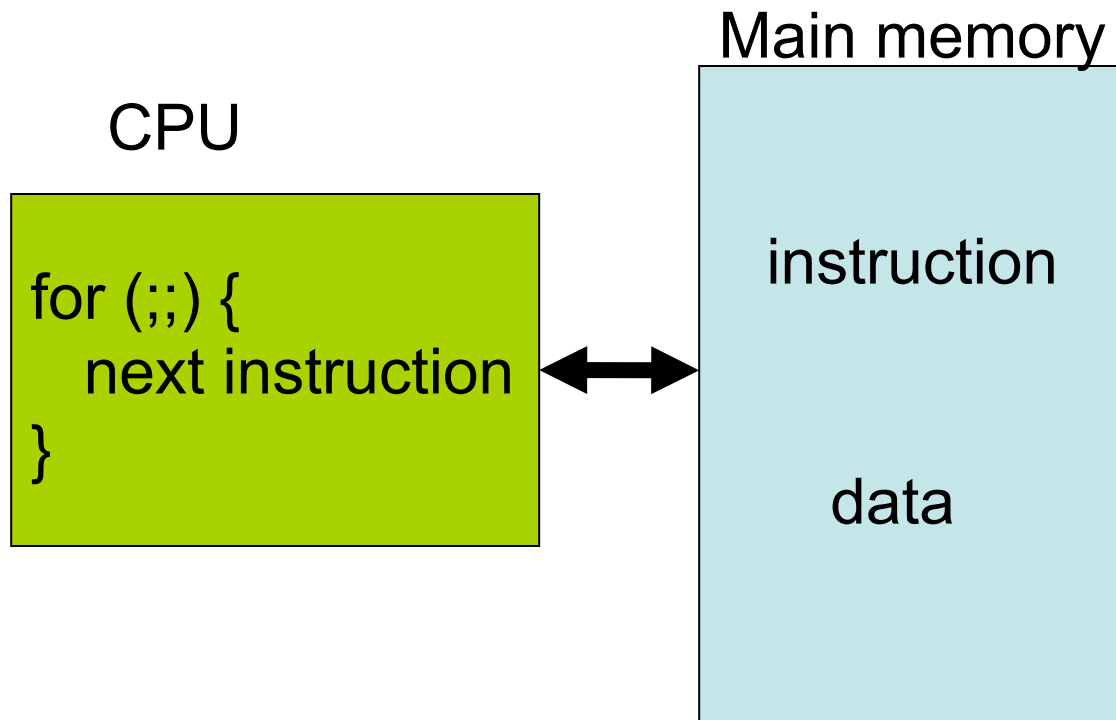 Main memory
CPU
for (;;) {
next instruction
}
instruction
data